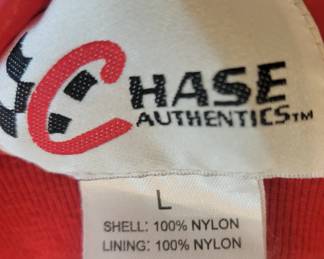 CHASE
AUTHENTICS™
L
SHELL: 100% NYLON
LINING: 100% NYLON